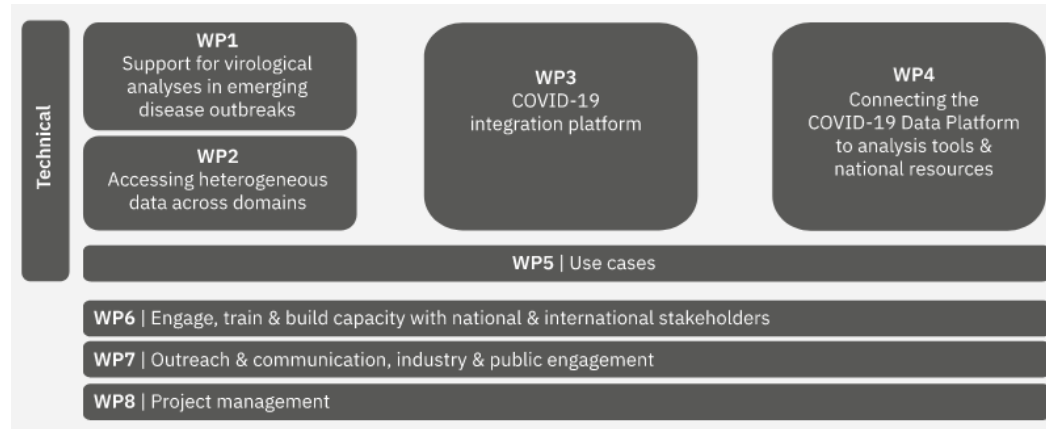 Technical
WP1
Support for virological
analyses in emerging
disease outbreaks
WP2
Accessing heterogeneous
data across domains
WP3
COVID-19
integration platform
WP4
Connecting the
COVID-19 Data Platform
to analysis tools &
national resources
WP5 | Use cases
WP6 | Engage, train & build capacity with national & international stakeholders
WP7 | Outreach & communication, industry & public engagement
WP8 | Project management